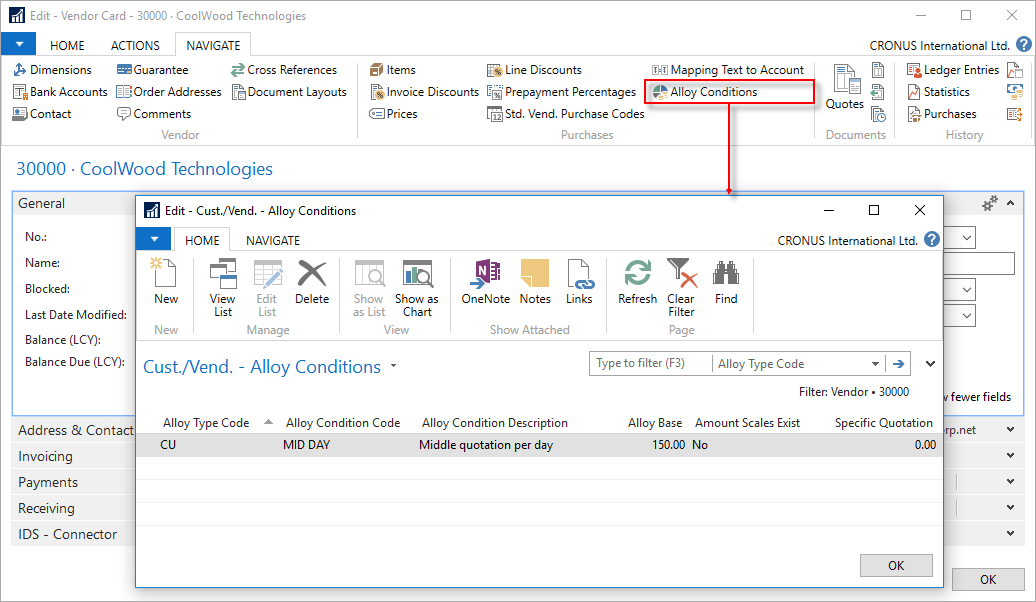 Edit - Vendor Card - 30000 · CoolWood Technologies
HOME ACTIONS NAVIGATE CRONUS International Ltd. ?
Dimensions Guarantee Cross References Items Line Discounts Mapping Text to Account Ledger Entries
Bank Accounts Order Addresses Document Layouts Invoice Discounts Prepayment Percentages Alloy Conditions Quotes Statistics
Contact Comments Prices Std. Vend. Purchase Codes Purchases
Vendor Purchases Documents History
30000 · CoolWood Technologies
General
No.:
Name:
Blocked:
Last Date Modified:
Balance (LCY):
Balance Due (LCY):
w fewer fields
Address & Contact
rp.net
Invoicing
Payments
Receiving
IDS - Connector
OK
Edit - Cust./Vend. - Alloy Conditions
HOME NAVIGATE CRONUS International Ltd. ?
New View List Edit List Delete Show as List Show as Chart OneNote Notes Links Refresh Clear Filter Find
New Manage View Show Attached Page
Cust./Vend. - Alloy Conditions Type to filter (F3) Alloy Type Code
Filter: Vendor • 30000
Alloy Type Code Alloy Condition Code Alloy Condition Description Alloy Base Amount Scales Exist Specific Quotation
CU MID DAY Middle quotation per day 150.00 No 0.00
OK